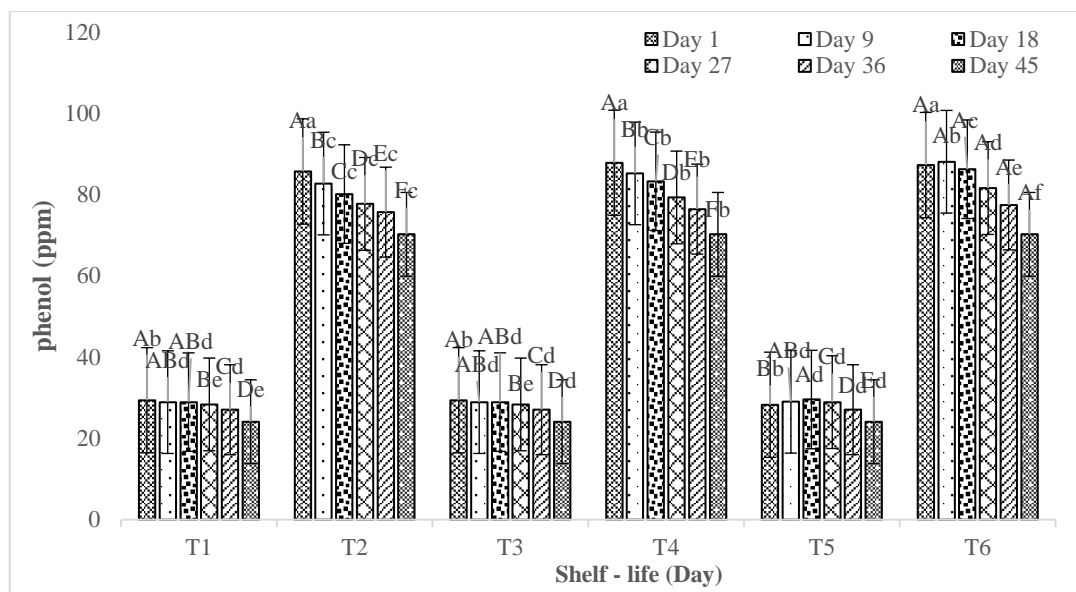 120
100
80
60
40
20
0
phenol (ppm)
Day 1 Day 9 Day 18
Day 27 Day 36 Day 45
Ab ABd ABd Be Cd De
Aa Bc Cc Dc Ec Fc
Ab ABd ABd Be Cd Dd
Aa Bb Cb Db Eb Fb
Bb ABd Ad Cd Dd Ed
Aa Ab Ac Ad Ae Af
T1 T2 T3 T4 T5 T6
Shelf - life (Day)